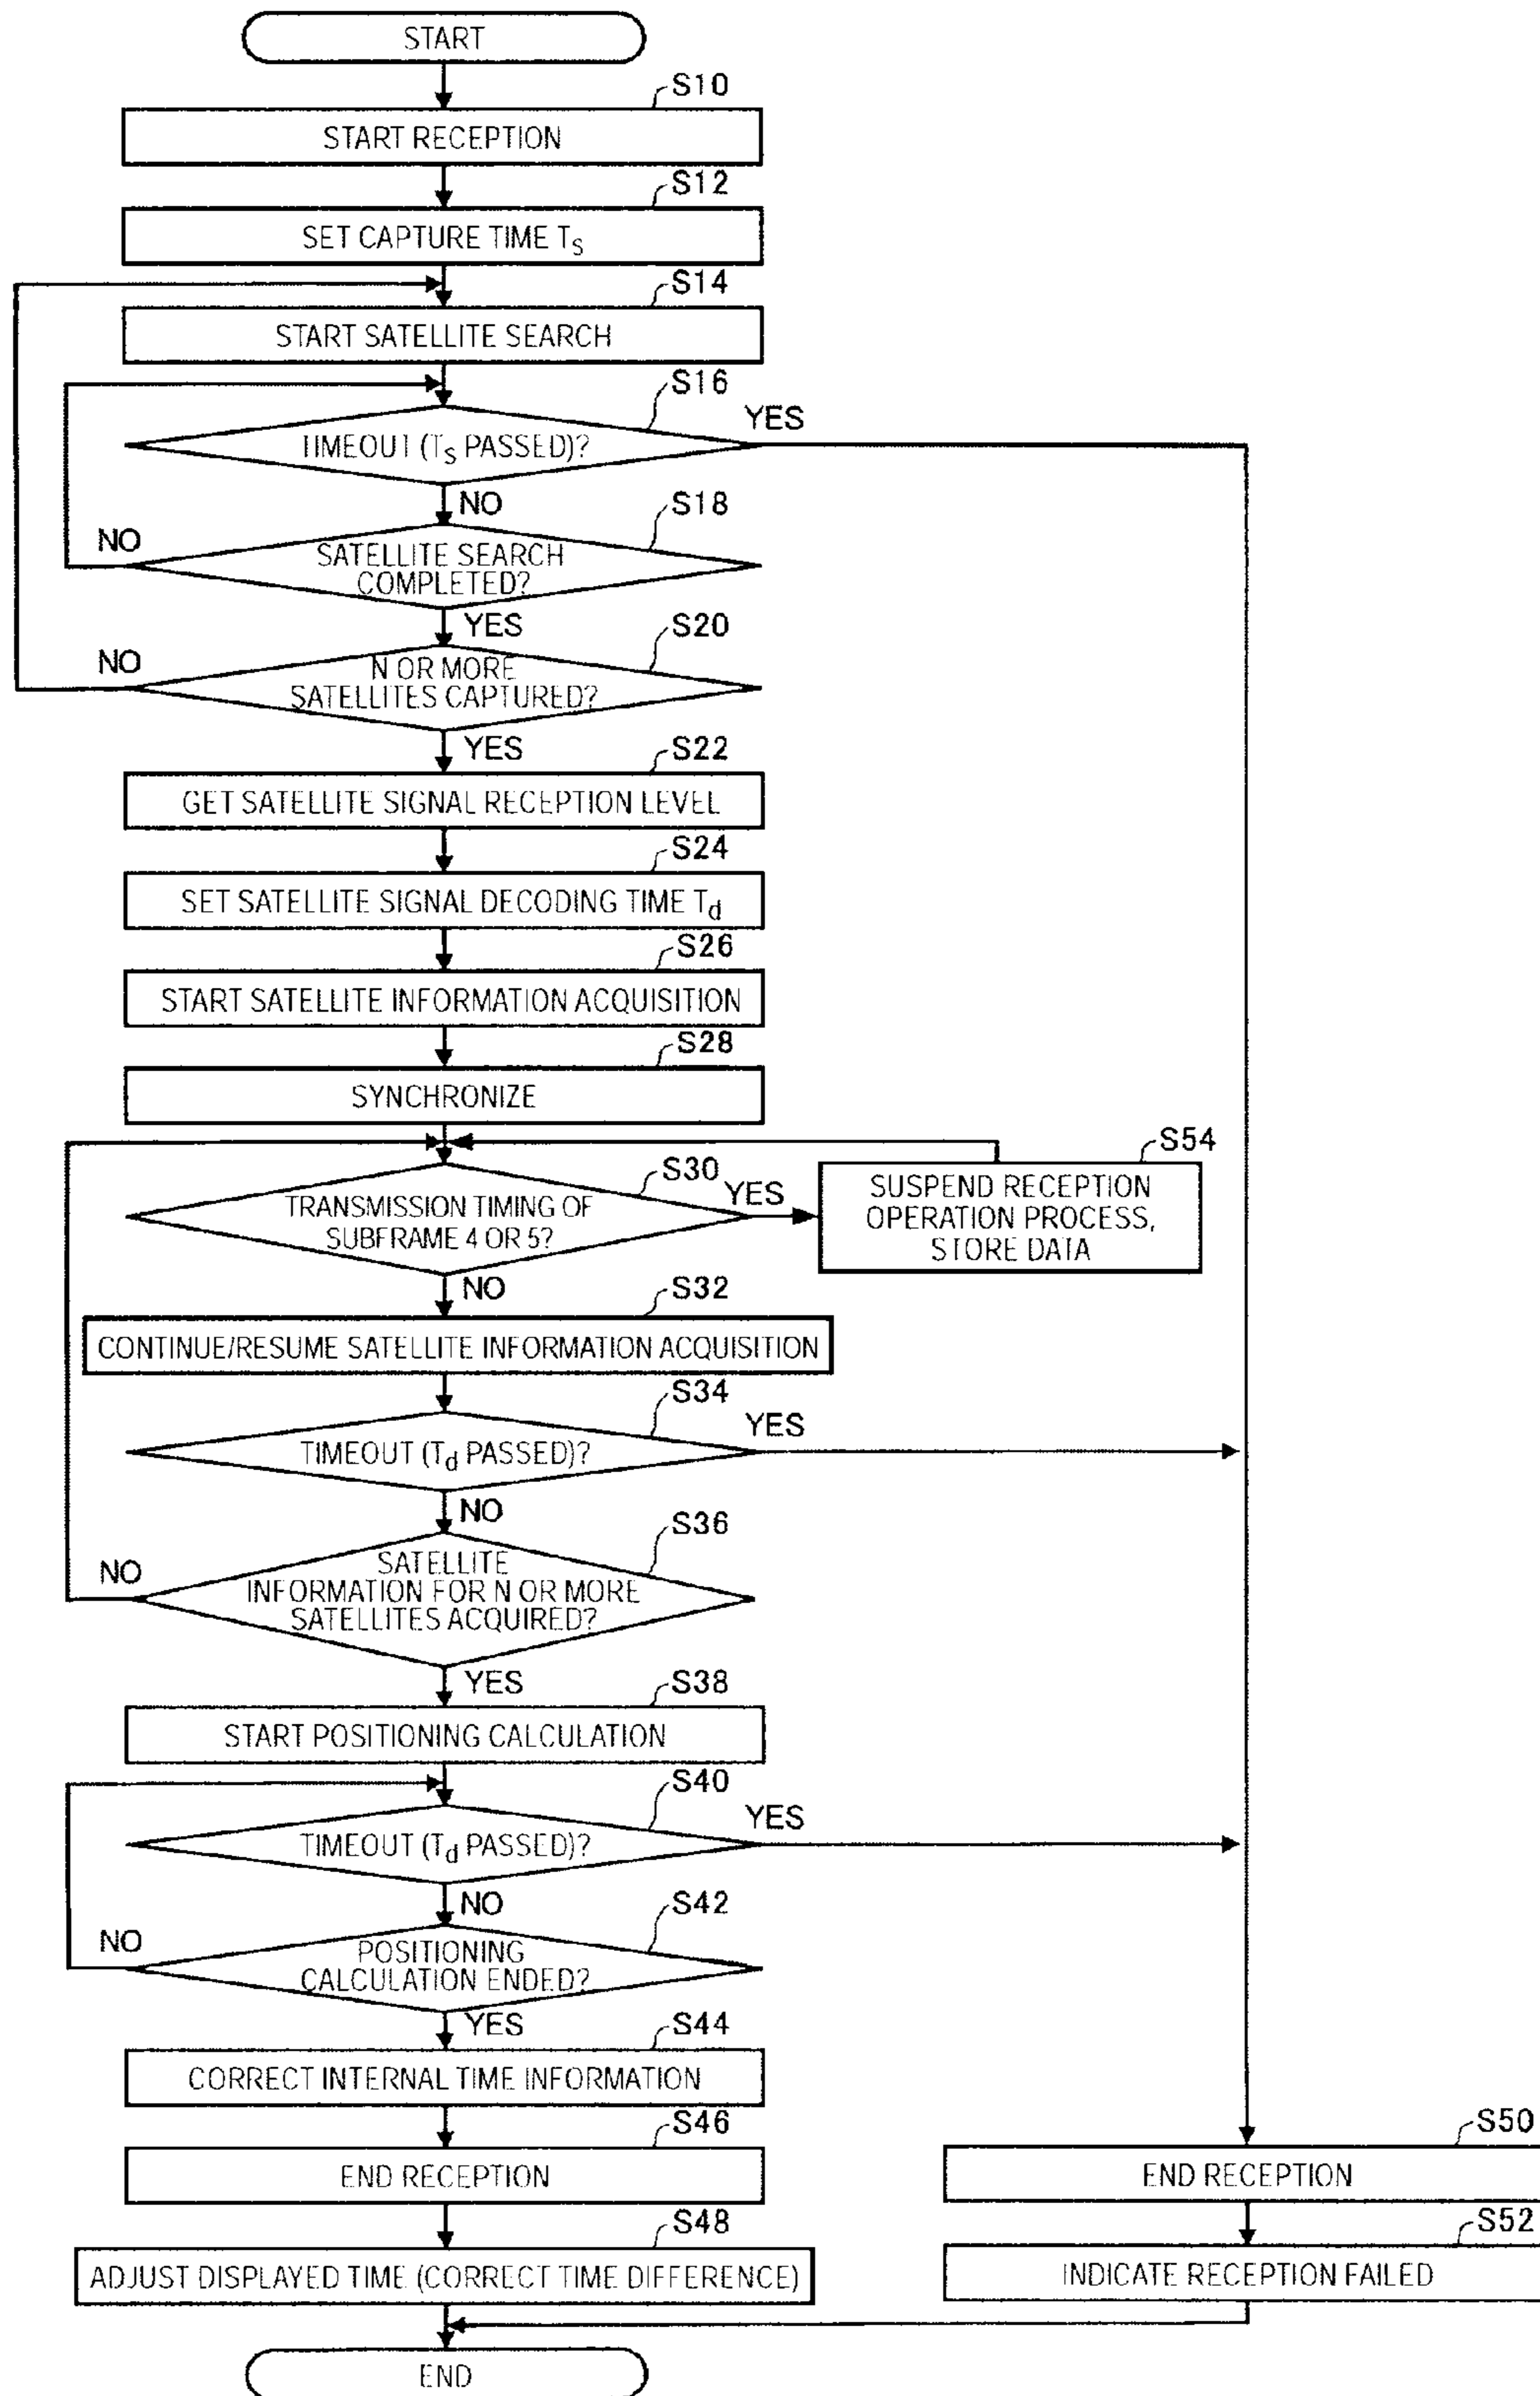 START
S10
START RECEPTION
S12
SET CAPTURE TIME Ts
S14
START SATELLITE SEARCH
S16
TIMEOUT (Ts PASSED)?
YES
NO
S18
SATELLITE SEARCH
COMPLETED?
NO
YES
S20
N OR MORE
SATELLITES CAPTURED?
NO
YES
S22
GET SATELLITE SIGNAL RECEPTION LEVEL
S24
SET SATELLITE SIGNAL DECODING TIME Td
S26
START SATELLITE INFORMATION ACQUISITION
S28
SYNCHRONIZE
S30
TRANSMISSION TIMING OF
SUBFRAME 4 OR 5?
YES
S54
SUSPEND RECEPTION
OPERATION PROCESS,
STORE DATA
NO
S32
CONTINUE/RESUME SATELLITE INFORMATION ACQUISITION
S34
TIMEOUT (Td PASSED)?
YES
NO
S36
SATELLITE
INFORMATION FOR N OR MORE
SATELLITES ACQUIRED?
NO
YES
S38
START POSITIONING CALCULATION
S40
TIMEOUT (Td PASSED)?
YES
NO
S42
POSITIONING
CALCULATION ENDED?
NO
YES
S44
CORRECT INTERNAL TIME INFORMATION
S46
END RECEPTION
S48
ADJUST DISPLAYED TIME (CORRECT TIME DIFFERENCE)
S50
END RECEPTION
S52
INDICATE RECEPTION FAILED
END